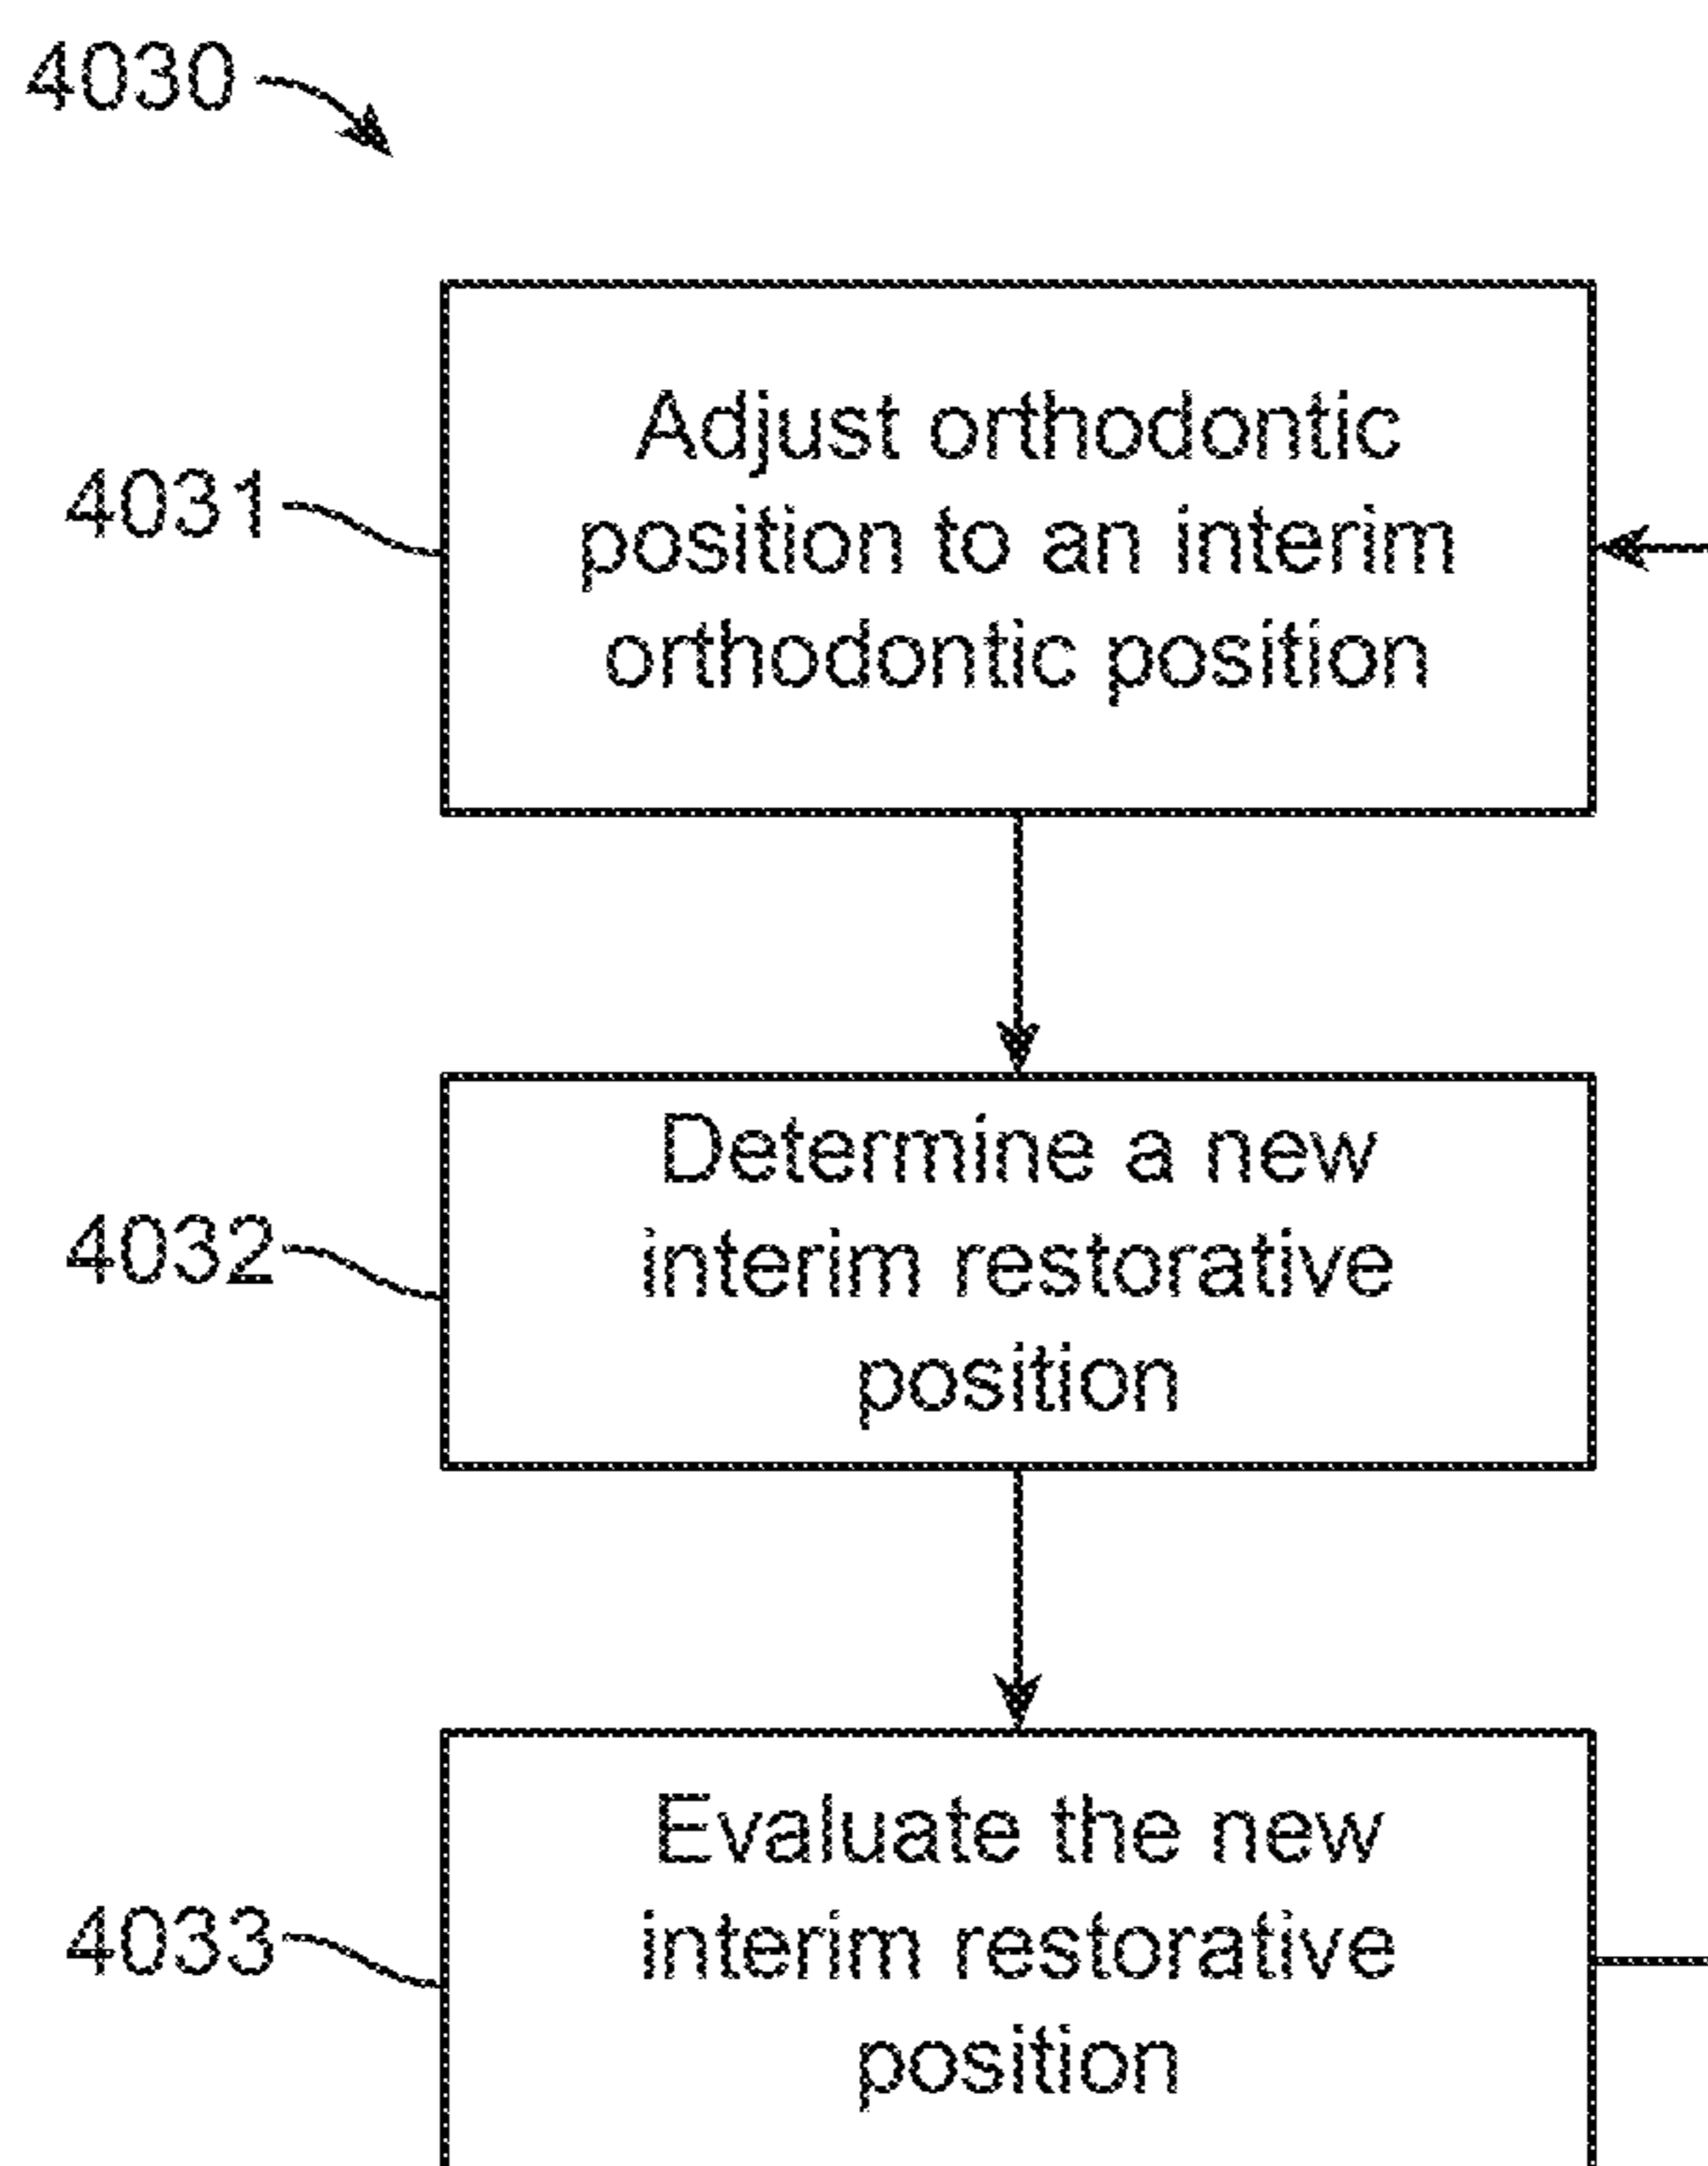 4030
4031
Adjust orthodontic
position to an interim
orthodontic position
4032
Determine a new
interim restorative
position
4033
Evaluate the new
interim restorative
position